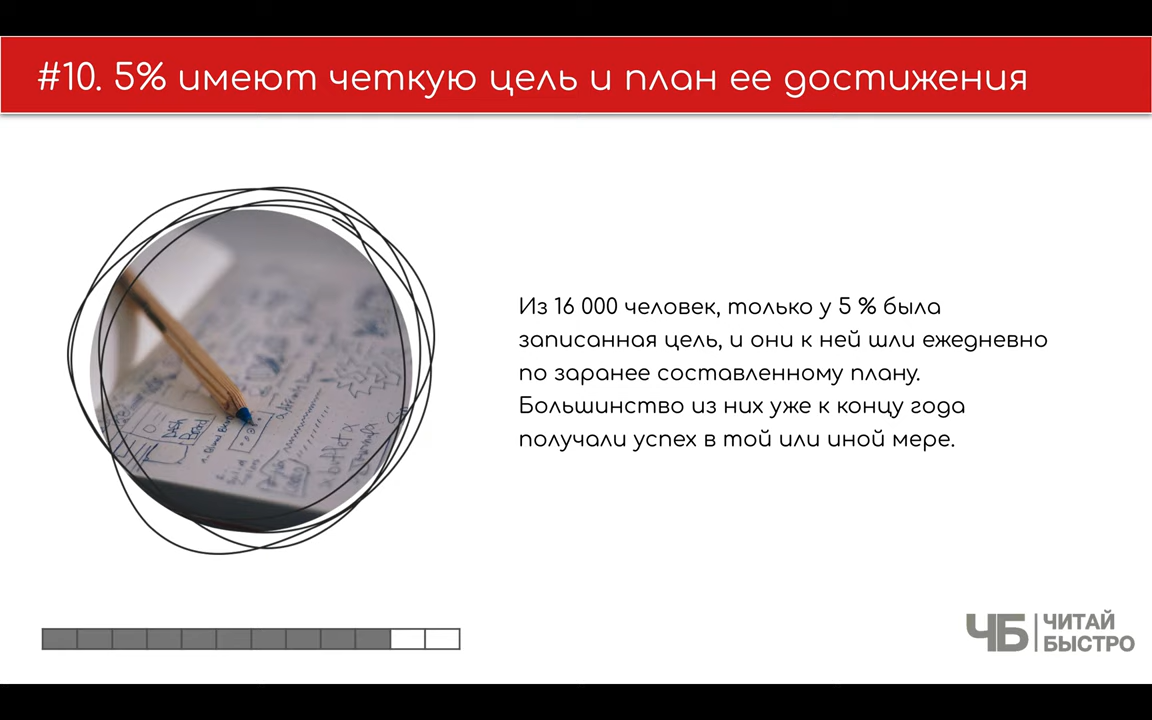 #10. 5% имеют четкую цель и план ее достижения
Из 16 000 человек, только у 5 % была
записанная цель, и они к ней шли ежедневно
по заранее составленному плану.
Большинство из них уже к концу года
получали успех в той или иной мере.
ЧБ | ЧИТАЙ
БЫСТРО